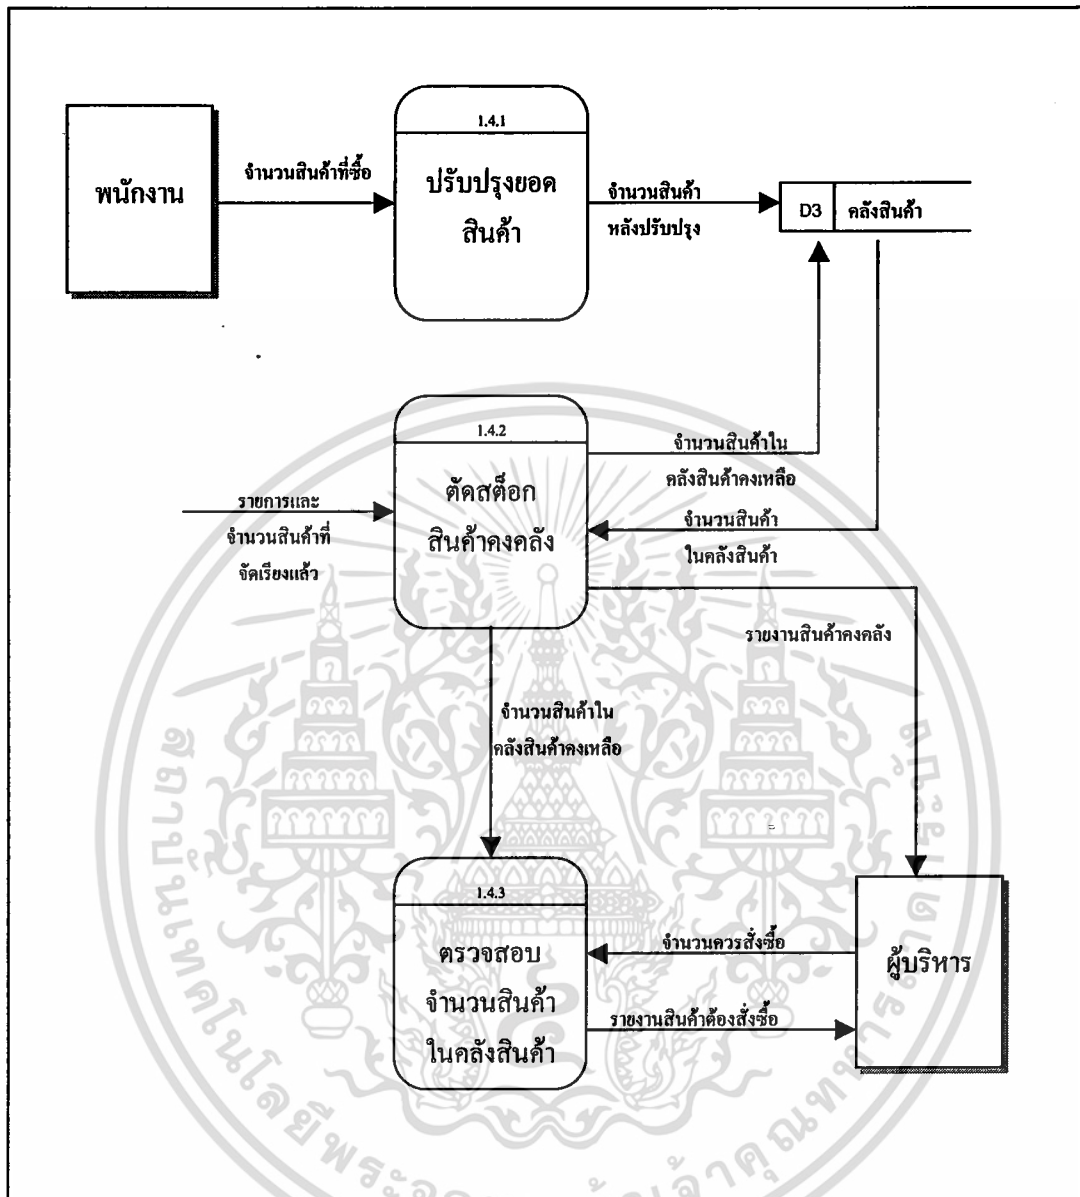 1.4.1
พนักงาน
จำนวนสินค้าที่ซื้อ
ปรับปรุงยอด
สินค้า
จำนวนสินค้า
หลังปรับปรุง
D3 คลังสินค้า
1.4.2
ตัดสต็อก
สินค้าคงคลัง
รายการและ
จำนวนสินค้าที่
จัดเรียงแล้ว
จำนวนสินค้าใน
คลังสินค้าคงเหลือ
จำนวนสินค้า
ในคลังสินค้า
รายงานสินค้าคงคลัง
จำนวนสินค้าใน
คลังสินค้าคงเหลือ
1.4.3
ตรวจสอบ
จำนวนสินค้า
ในคลังสินค้า
จำนวนควรสั่งซื้อ
รายงานสินค้าต้องสั่งซื้อ
ผู้บริหาร